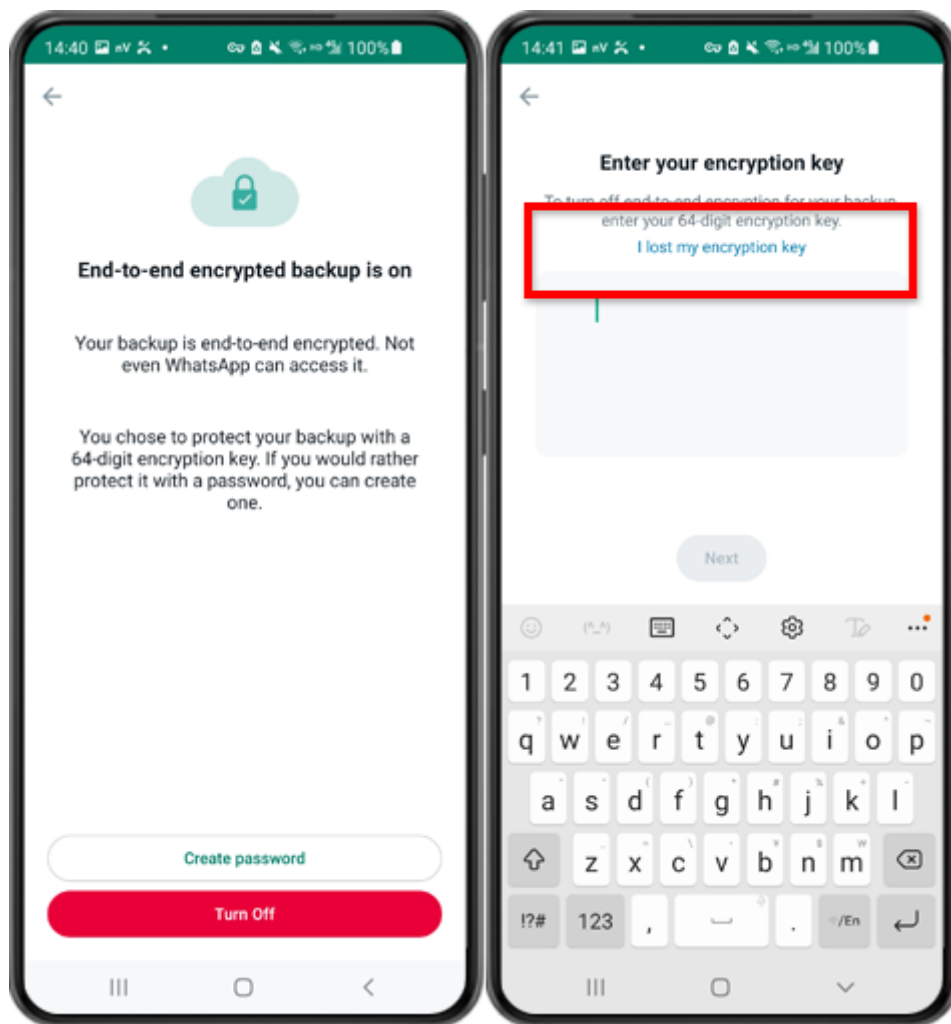 14:40
100%
End-to-end encrypted backup is on
Your backup is end-to-end encrypted. Not
even WhatsApp can access it.
You chose to protect your backup with a
64-digit encryption key. If you would rather
protect it with a password, you can create
one.
Create password
Turn Off
14:41
100%
Enter your encryption key
To turn off end-to-end encryption for your backup
enter your 64-digit encryption key.
I lost my encryption key
Next
1 2 3 4 5 6 7 8 9 0
q w e r t y u i o p
a s d f g h j k l
z x c v b n m
!?# 123 , . /En